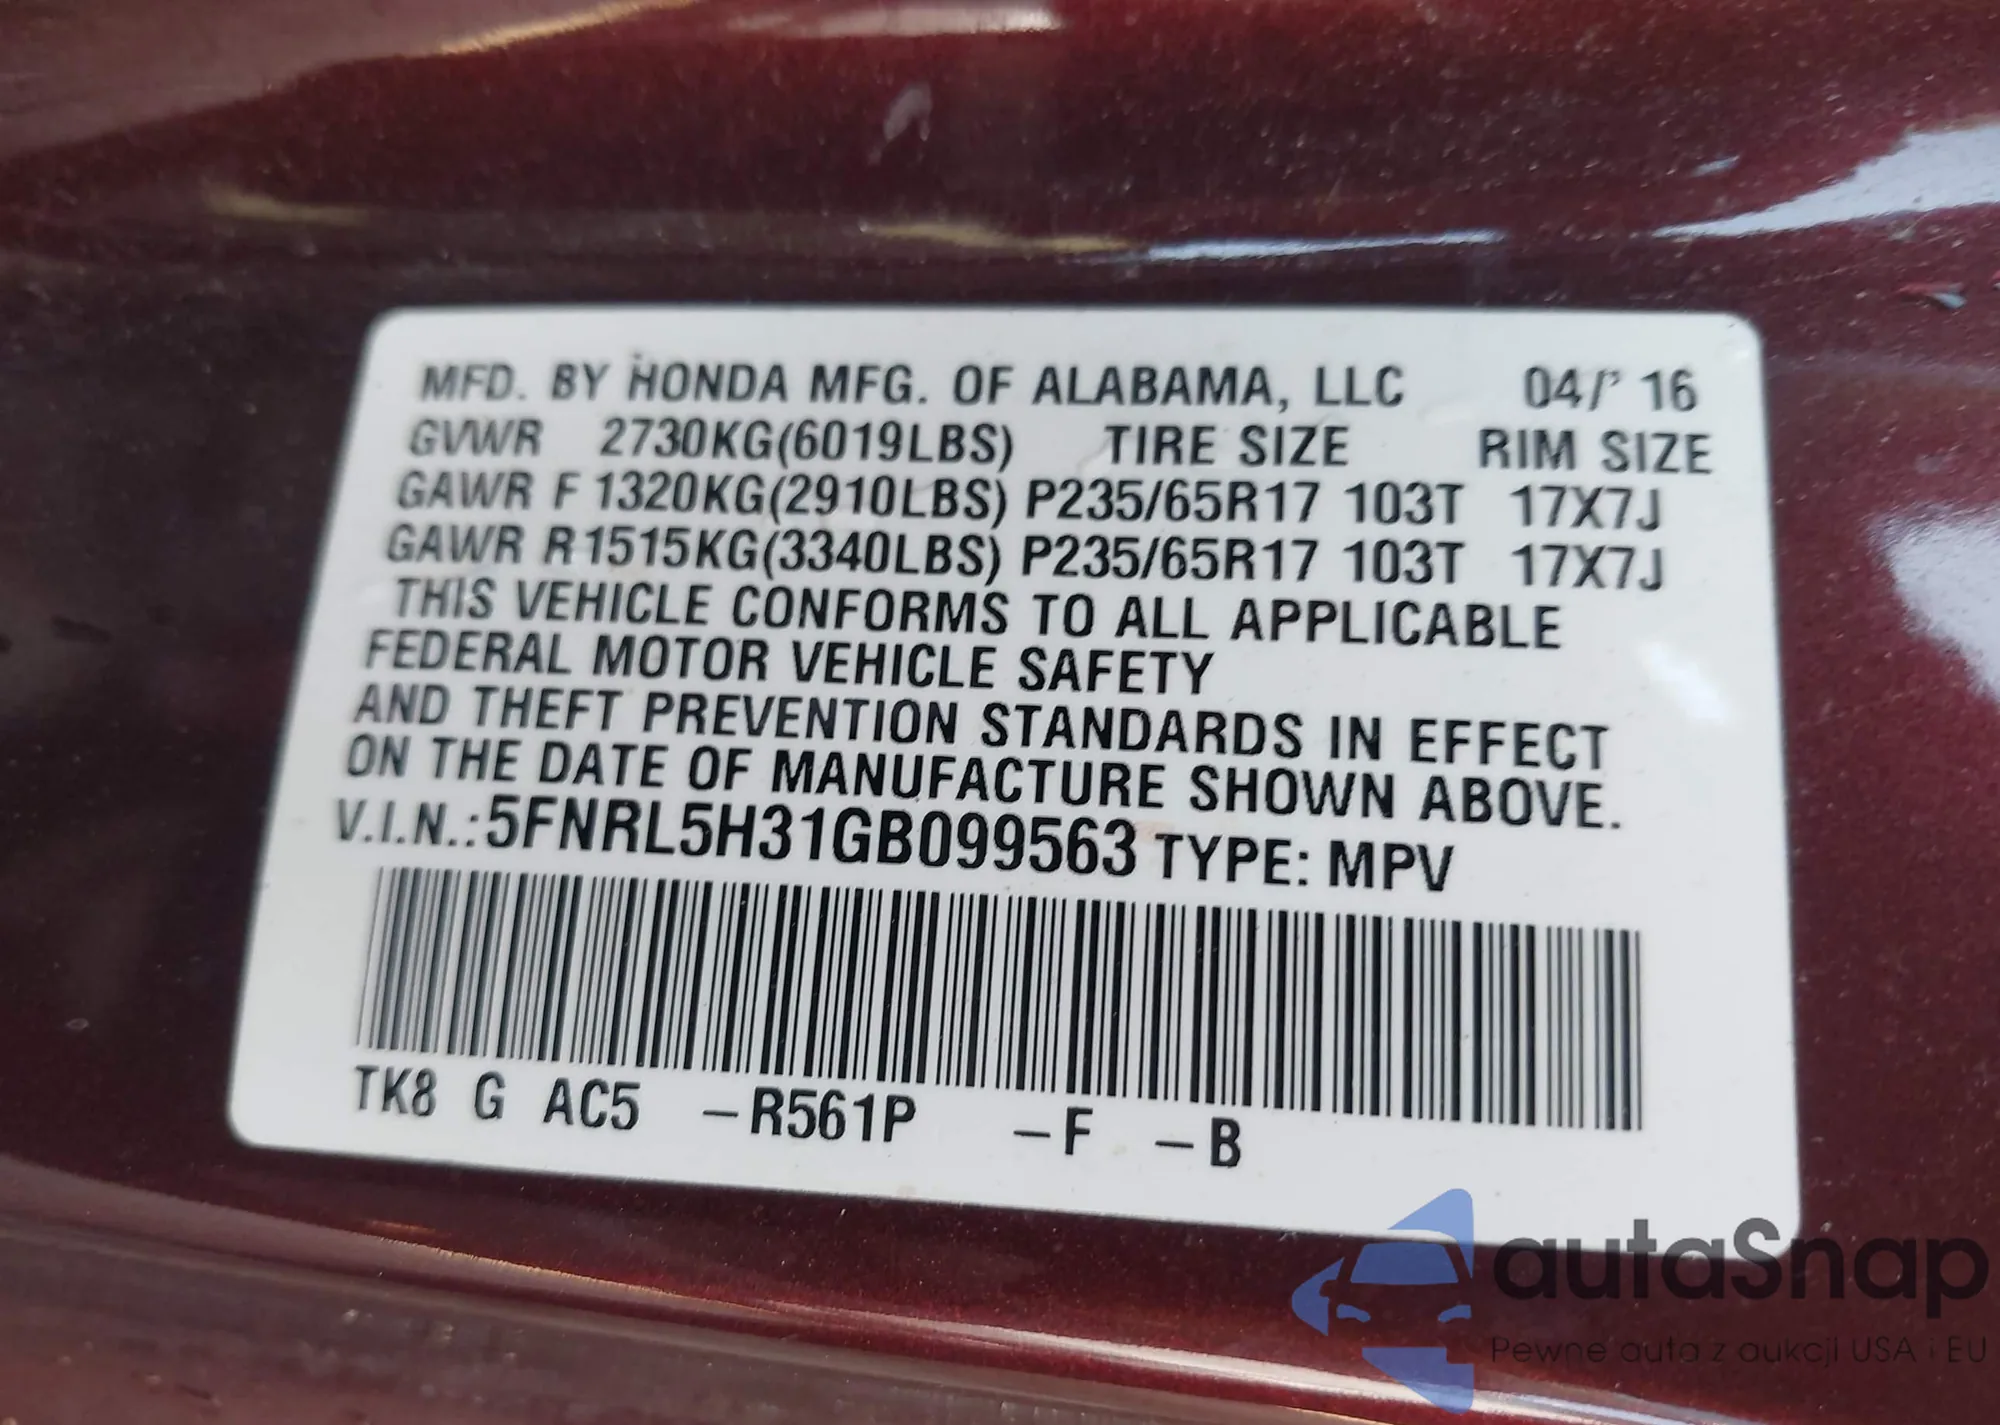 MFD. BY HONDA MFG. OF ALABAMA, LLC 04/' 16
GVWR 2730KG(6019LBS) TIRE SIZE RIM SIZE
GAWR F 1320KG(2910LBS) P235/65R17 103T 17X7J
GAWR R 1515KG(3340LBS) P235/65R17 103T 17X7J
THIS VEHICLE CONFORMS TO ALL APPLICABLE
FEDERAL MOTOR VEHICLE SAFETY
AND THEFT PREVENTION STANDARDS IN EFFECT
ON THE DATE OF MANUFACTURE SHOWN ABOVE.
V.I.N.:5FNRL5H31GB099563 TYPE: MPV
TK8 G AC5 –R561P –F –B
autaSnap
Pewne auta z aukcji USA i EU